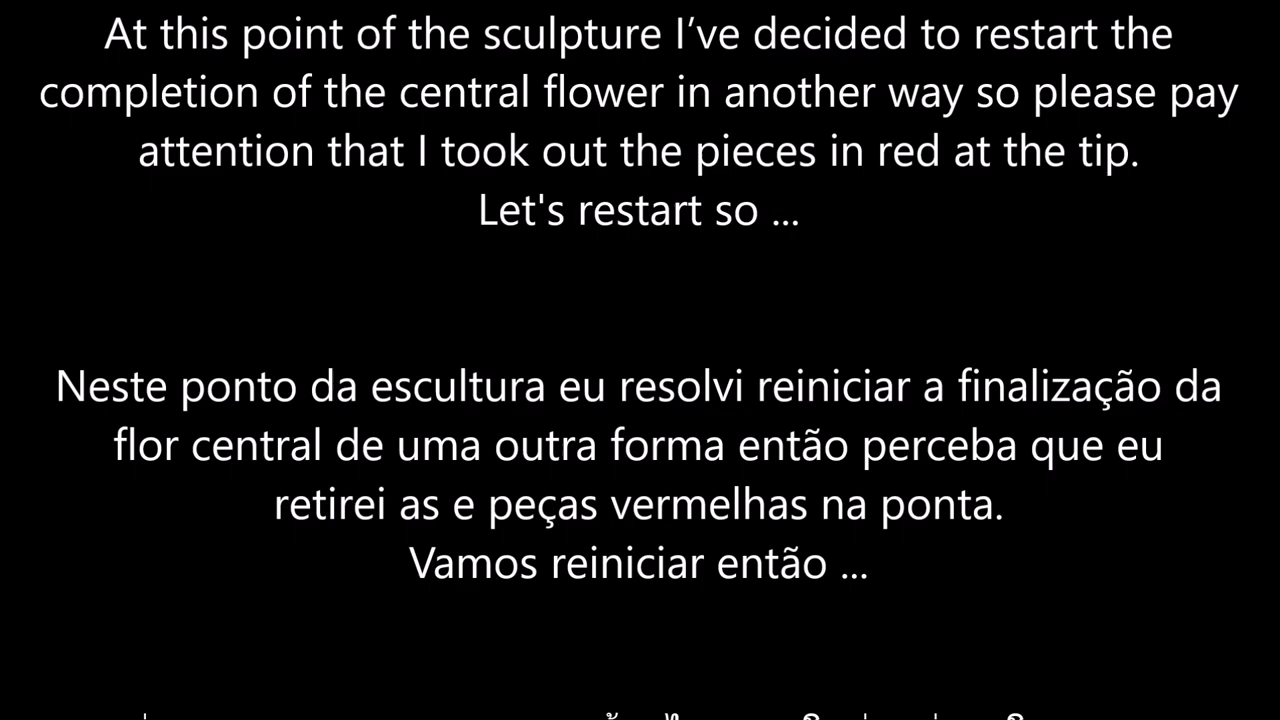 At this point of the sculpture I’ve decided to restart the
completion of the central flower in another way so please pay
attention that I took out the pieces in red at the tip.
Let's restart so ...
Neste ponto da escultura eu resolvi reiniciar a finalização da
flor central de uma outra forma então perceba que eu
retirei as e peças vermelhas na ponta.
Vamos reiniciar então ...